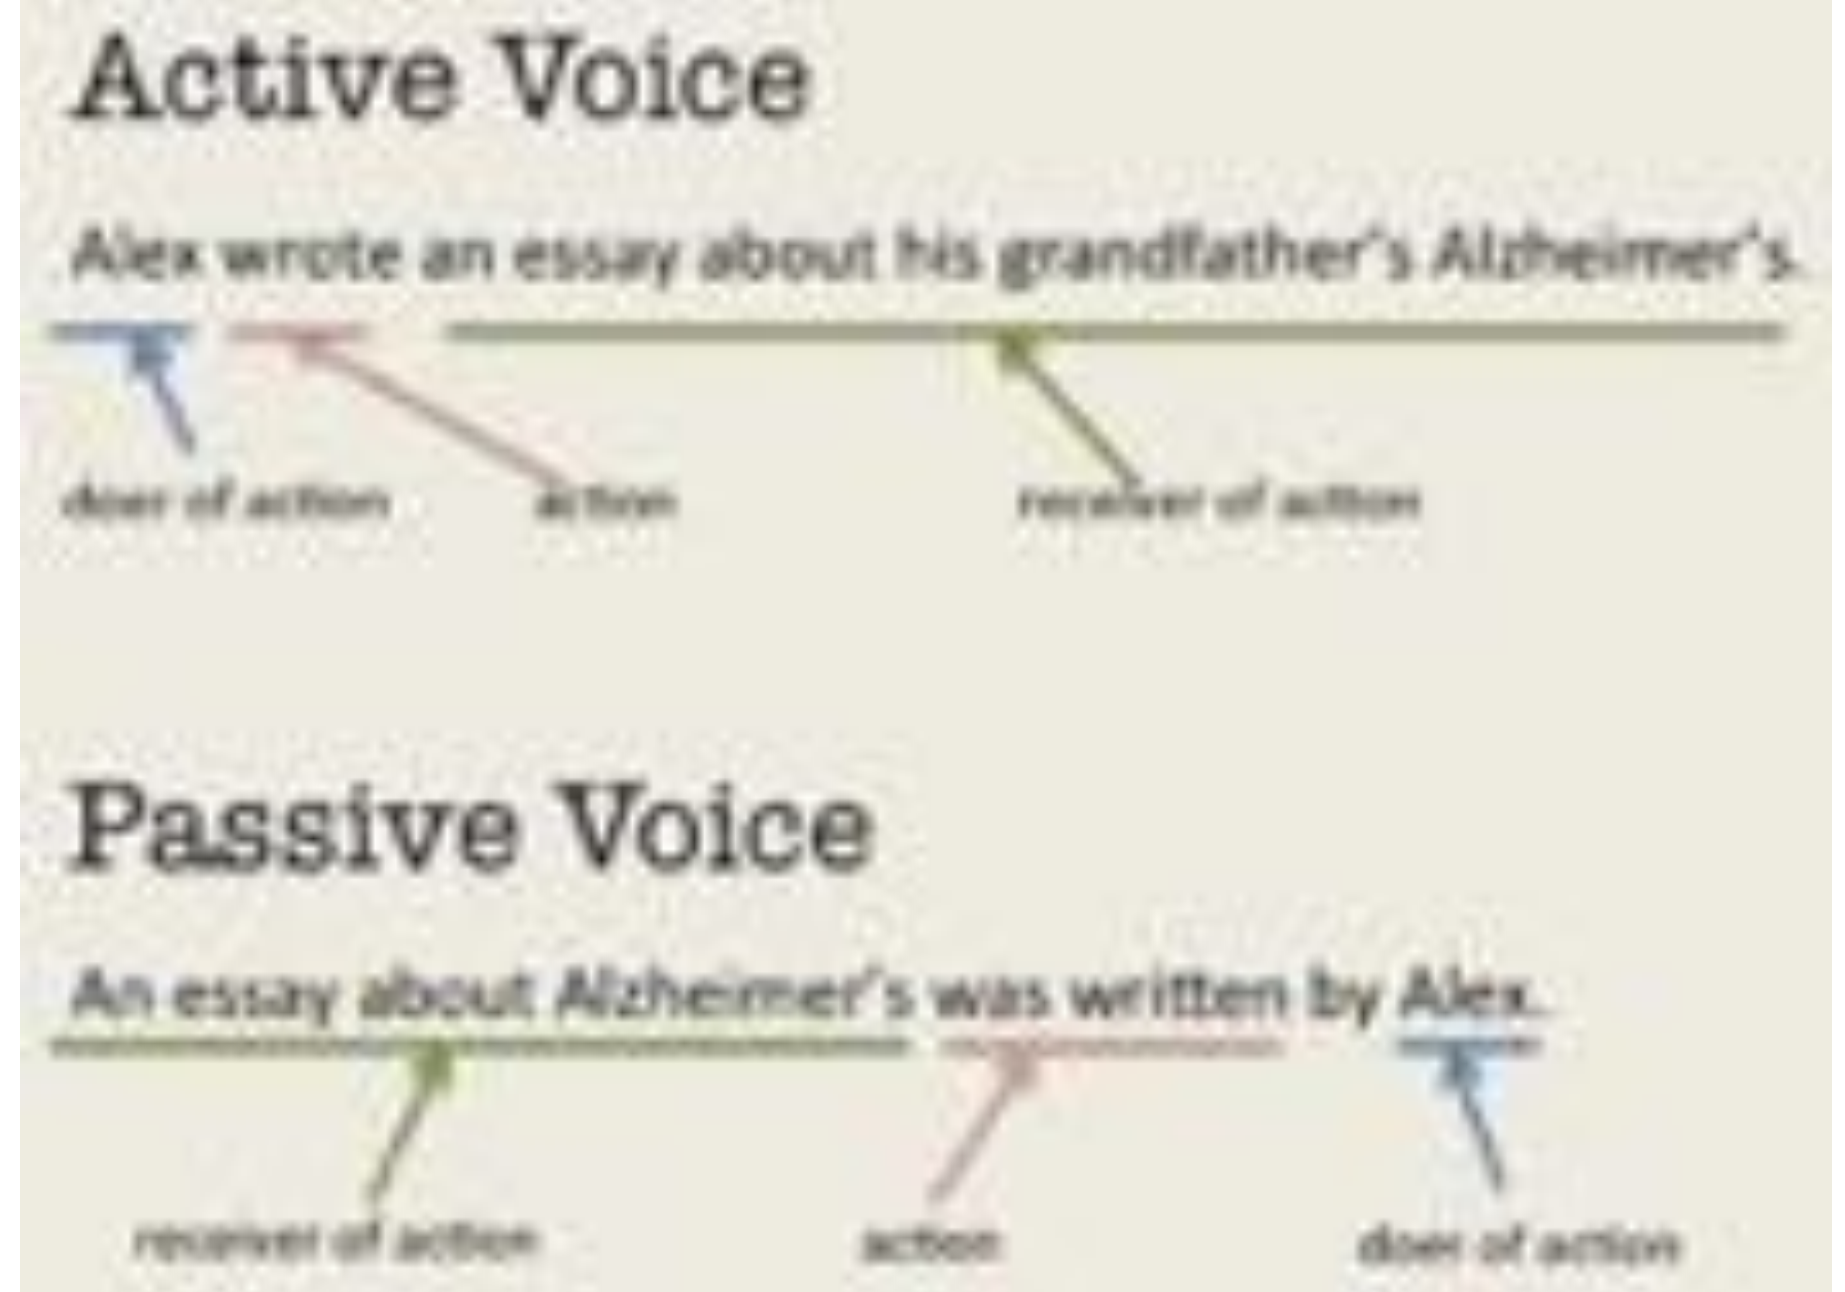 Active Voice
Alex wrote an essay about his grandfather's Alzheimer's.
doer of action action receiver of action
Passive Voice
An essay about Alzheimer's was written by Alex.
receiver of action action doer of action